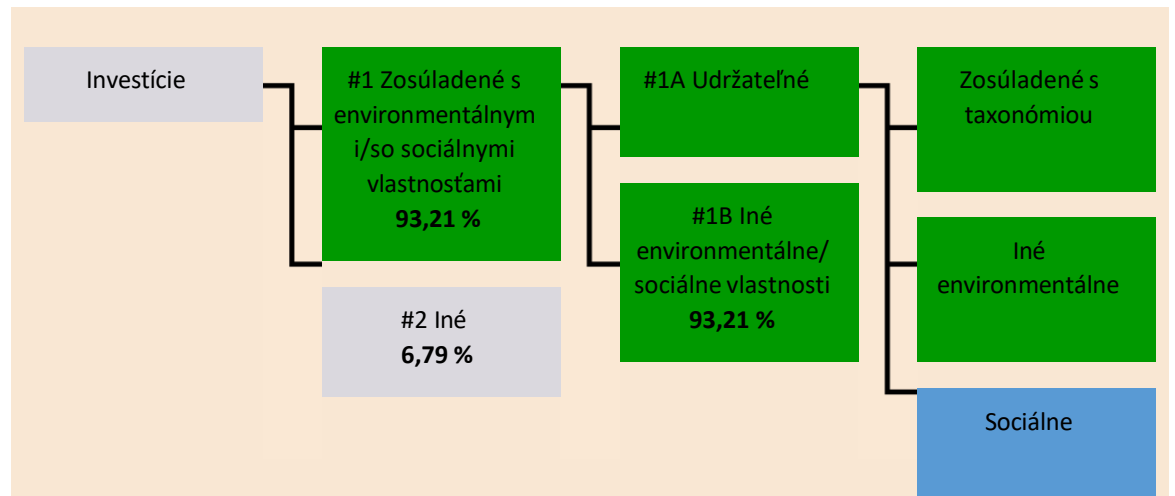 Investície
#1 Zosúladené s
environmentálnym
i/so sociálnymi
vlastnosťami
93,21 %
#2 Iné
6,79 %
#1A Udržateľné
#1B Iné
environmentálne/
sociálne vlastnosti
93,21 %
Zosúladené s
taxonómiou
Iné
environmentálne
Sociálne